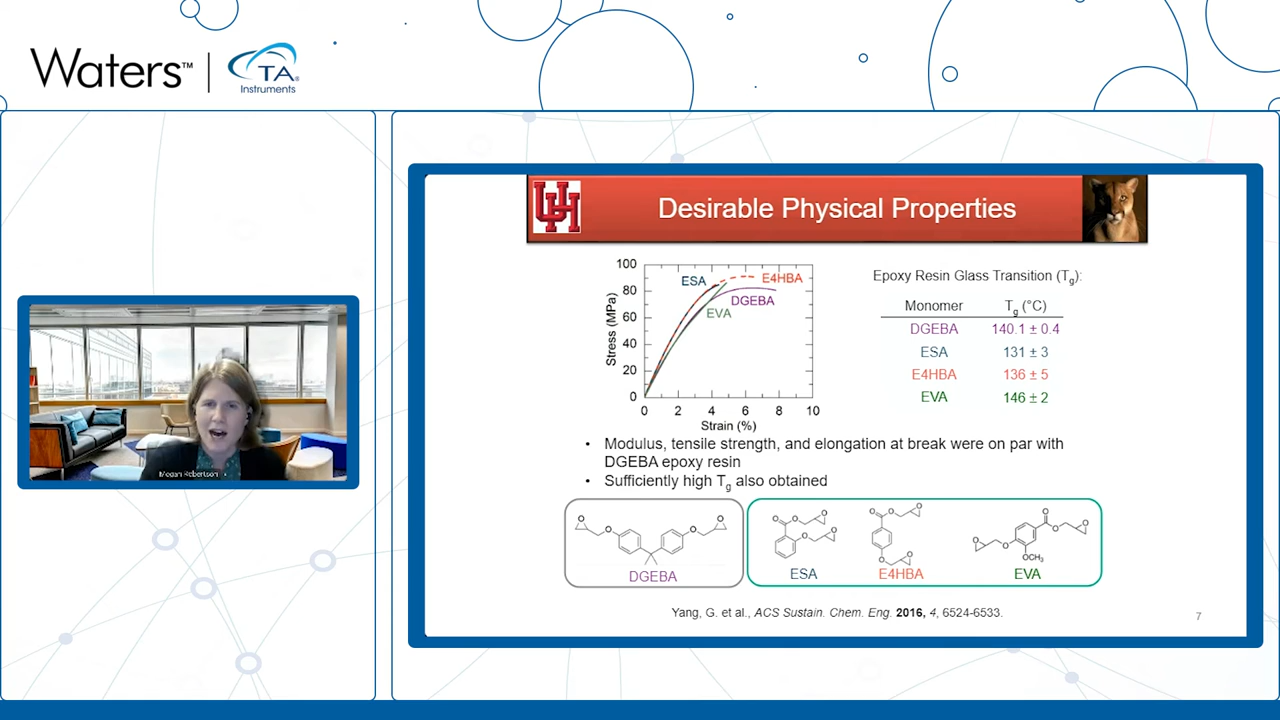 Waters™ | TA® Instruments
Desirable Physical Properties
Epoxy Resin Glass Transition (Tg):
Monomer Tg (°C)
DGEBA 140.1 ± 0.4
ESA 131 ± 3
E4HBA 136 ± 5
EVA 146 ± 2
Stress (MPa)
100
80
60
40
20
0
0 2 4 6 8 10
Strain (%)
ESA
E4HBA
DGEBA
EVA
• Modulus, tensile strength, and elongation at break were on par with
DGEBA epoxy resin
• Sufficiently high Tg also obtained
O O O O
DGEBA
O O O O O
ESA
O O O O O
E4HBA
O O O O O
OCH3
EVA
Yang, G. et al., ACS Sustain. Chem. Eng. 2016, 4, 6524-6533.
7
Megan Robertson
UH